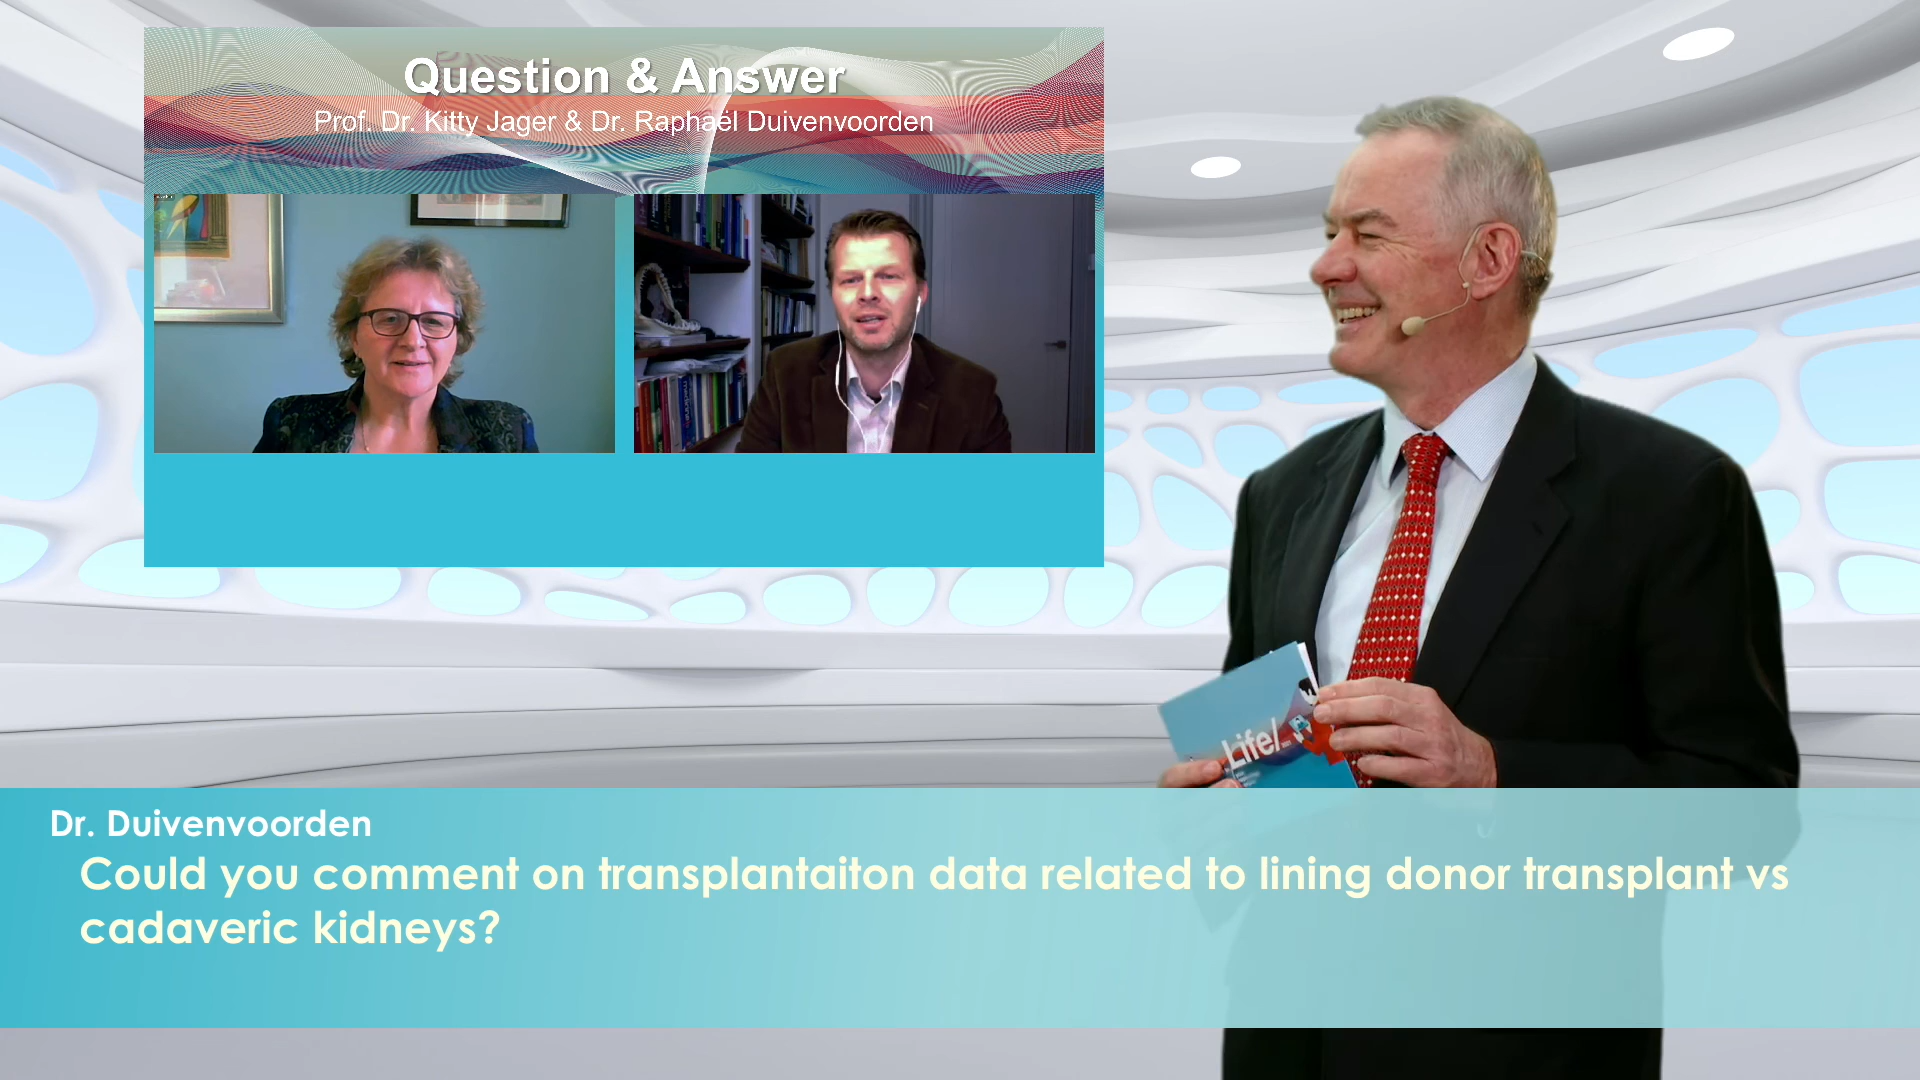 Question & Answer
Prof. Dr. Kitty Jager & Dr. Raphaël Duivenvoorden
Life/
Dr. Duivenvoorden
Could you comment on transplantaiton data related to lining donor transplant vs
cadaveric kidneys?